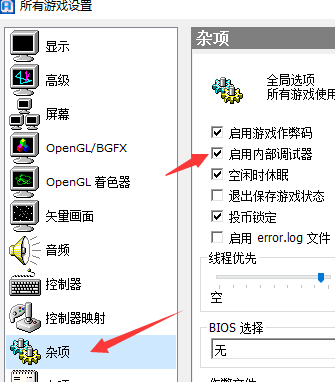 所有游戏设置
显示
高级
屏幕
OpenGL/BGFX
OpenGL 着色器
矢量画面
音频
控制器
控制器映射
杂项
杂项
全局选项
所有游戏使用
启用游戏作弊码
启用内部调试器
空闲时休眠
退出保存游戏状态
投币锁定
启用 error.log 文件
线程优先
空
BIOS 选择
无